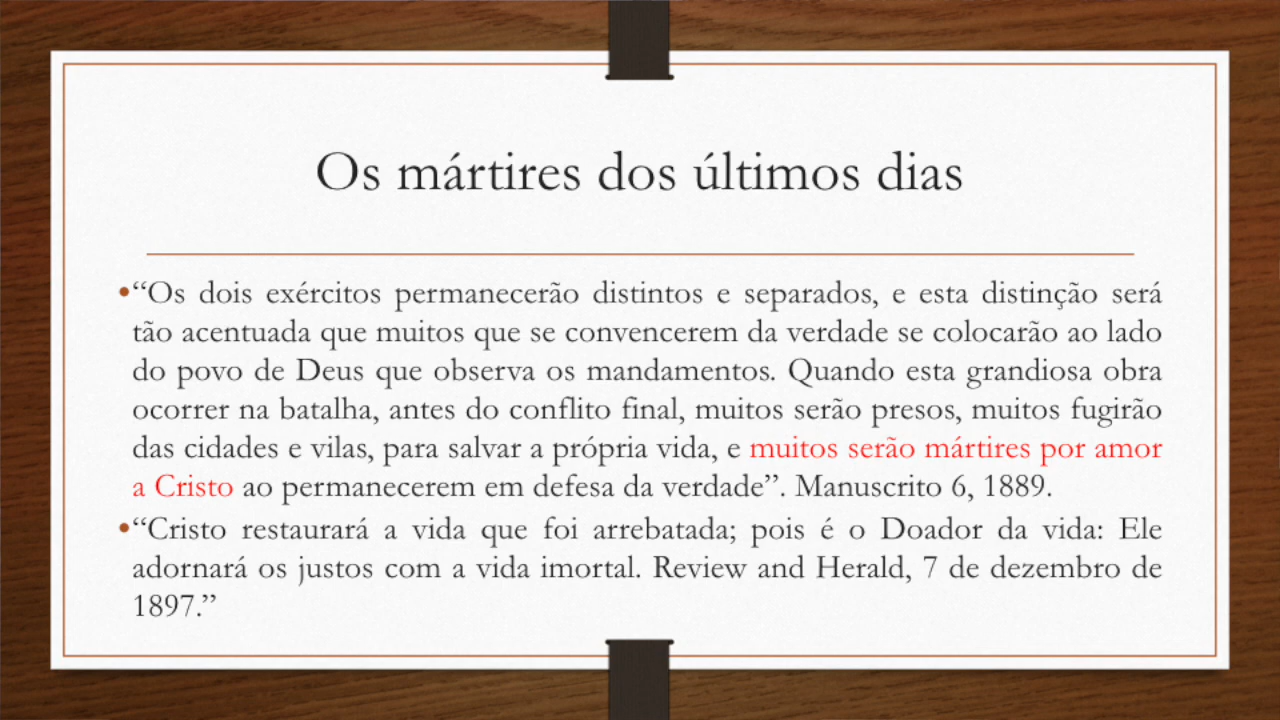 Os mártires dos últimos dias
•“Os dois exércitos permanecerão distintos e separados, e esta distinção será
tão acentuada que muitos que se convencerem da verdade se colocarão ao lado
do povo de Deus que observa os mandamentos. Quando esta grandiosa obra
ocorrer na batalha, antes do conflito final, muitos serão presos, muitos fugirão
das cidades e vilas, para salvar a própria vida, e muitos serão mártires por amor
a Cristo ao permanecerem em defesa da verdade”. Manuscrito 6, 1889.
•“Cristo restaurará a vida que foi arrebatada; pois é o Doador da vida: Ele
adornará os justos com a vida imortal. Review and Herald, 7 de dezembro de
1897.”